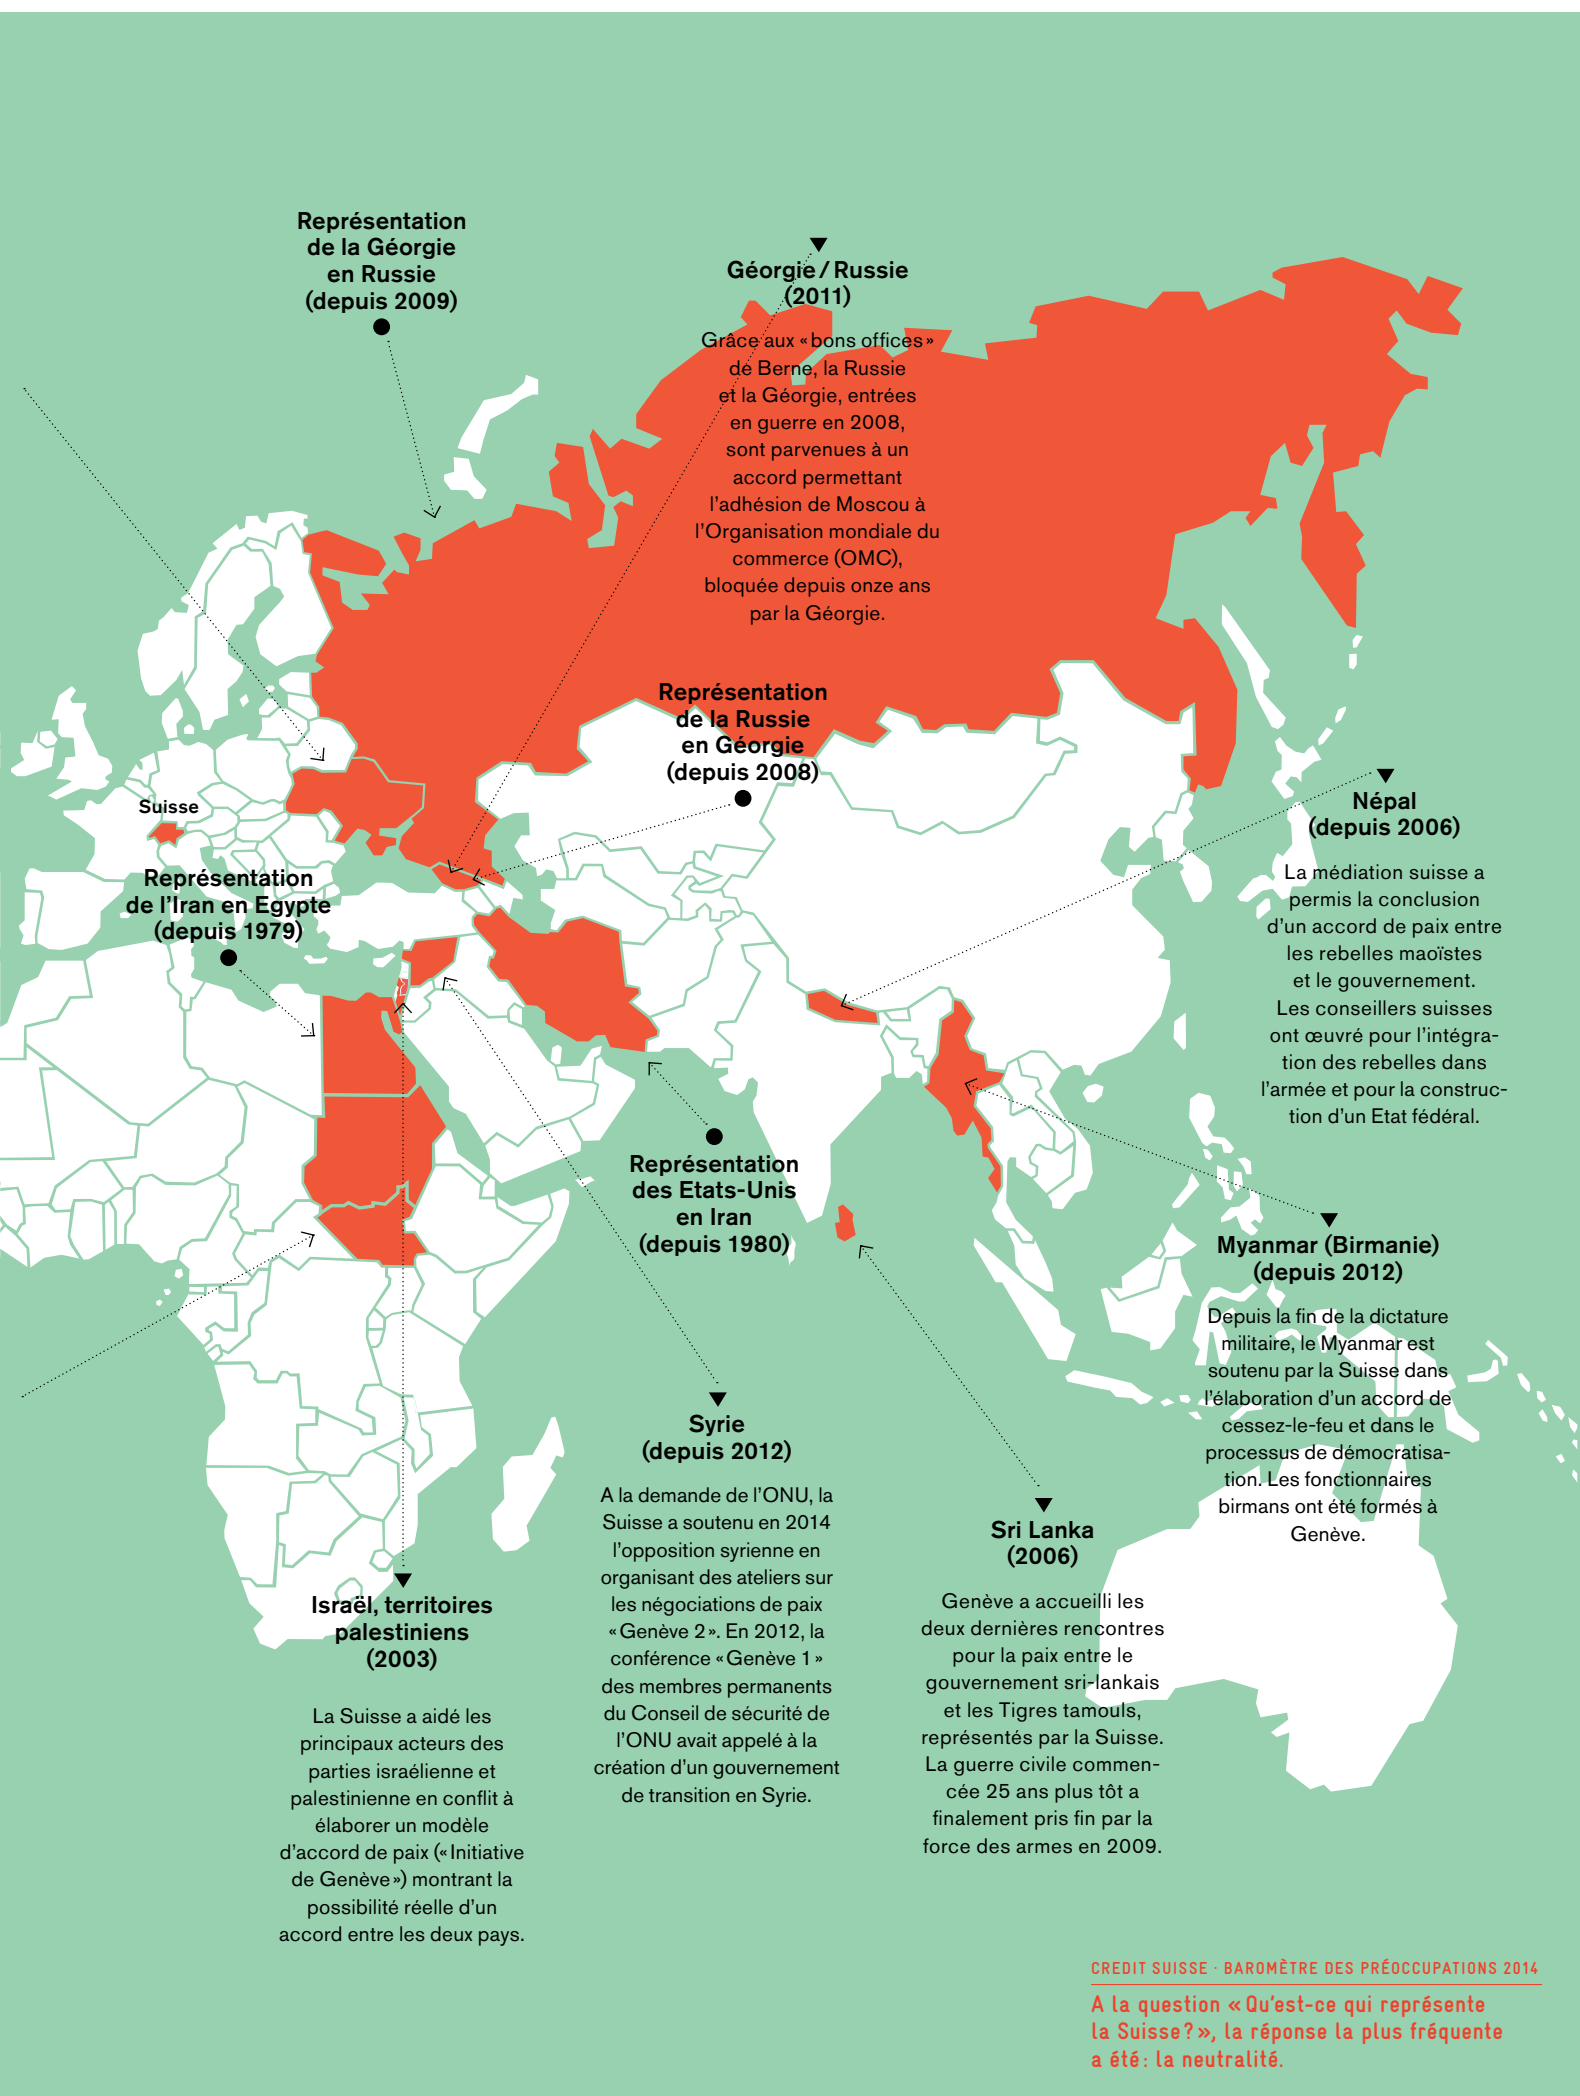 Représentation
de la Géorgie
en Russie
(depuis 2009)
Géorgie / Russie
(2011)
Grâce aux «bons offices»
de Berne, la Russie
et la Géorgie, entrées
en guerre en 2008,
sont parvenues à un
accord permettant
l'adhésion de Moscou à
l'Organisation mondiale du
commerce (OMC),
bloquée depuis onze ans
par la Géorgie.
Représentation
de la Russie
en Géorgie
(depuis 2008)
Suisse
Représentation
de l'Iran en Egypte
(depuis 1979)
Népal
(depuis 2006)
La médiation suisse a
permis la conclusion
d'un accord de paix entre
les rebelles maoïstes
et le gouvernement.
Les conseillers suisses
ont œuvré pour l'intégra-
tion des rebelles dans
l'armée et pour la construc-
tion d'un Etat fédéral.
Représentation
des Etats-Unis
en Iran
(depuis 1980)
Myanmar (Birmanie)
(depuis 2012)
Depuis la fin de la dictature
militaire, le Myanmar est
soutenu par la Suisse dans
l'élaboration d'un accord de
cessez-le-feu et dans le
processus de démocratisa-
tion. Les fonctionnaires
birmans ont été formés à
Genève.
Syrie
(depuis 2012)
A la demande de l'ONU, la
Suisse a soutenu en 2014
l'opposition syrienne en
organisant des ateliers sur
les négociations de paix
«Genève 2». En 2012, la
conférence «Genève 1»
des membres permanents
du Conseil de sécurité de
l'ONU avait appelé à la
création d'un gouvernement
de transition en Syrie.
Sri Lanka
(2006)
Genève a accueilli les
deux dernières rencontres
pour la paix entre le
gouvernement sri-lankais
et les Tigres tamouls,
représentés par la Suisse.
La guerre civile commen-
cée 25 ans plus tôt a
finalement pris fin par la
force des armes en 2009.
Israël, territoires
palestiniens
(2003)
La Suisse a aidé les
principaux acteurs des
parties israélienne et
palestinienne en conflit à
élaborer un modèle
d'accord de paix («Initiative
de Genève») montrant la
possibilité réelle d'un
accord entre les deux pays.
CREDIT SUISSE · BAROMÈTRE DES PRÉOCCUPATIONS 2014
A la question «Qu'est-ce qui représente
la Suisse?», la réponse la plus fréquente
a été: la neutralité.